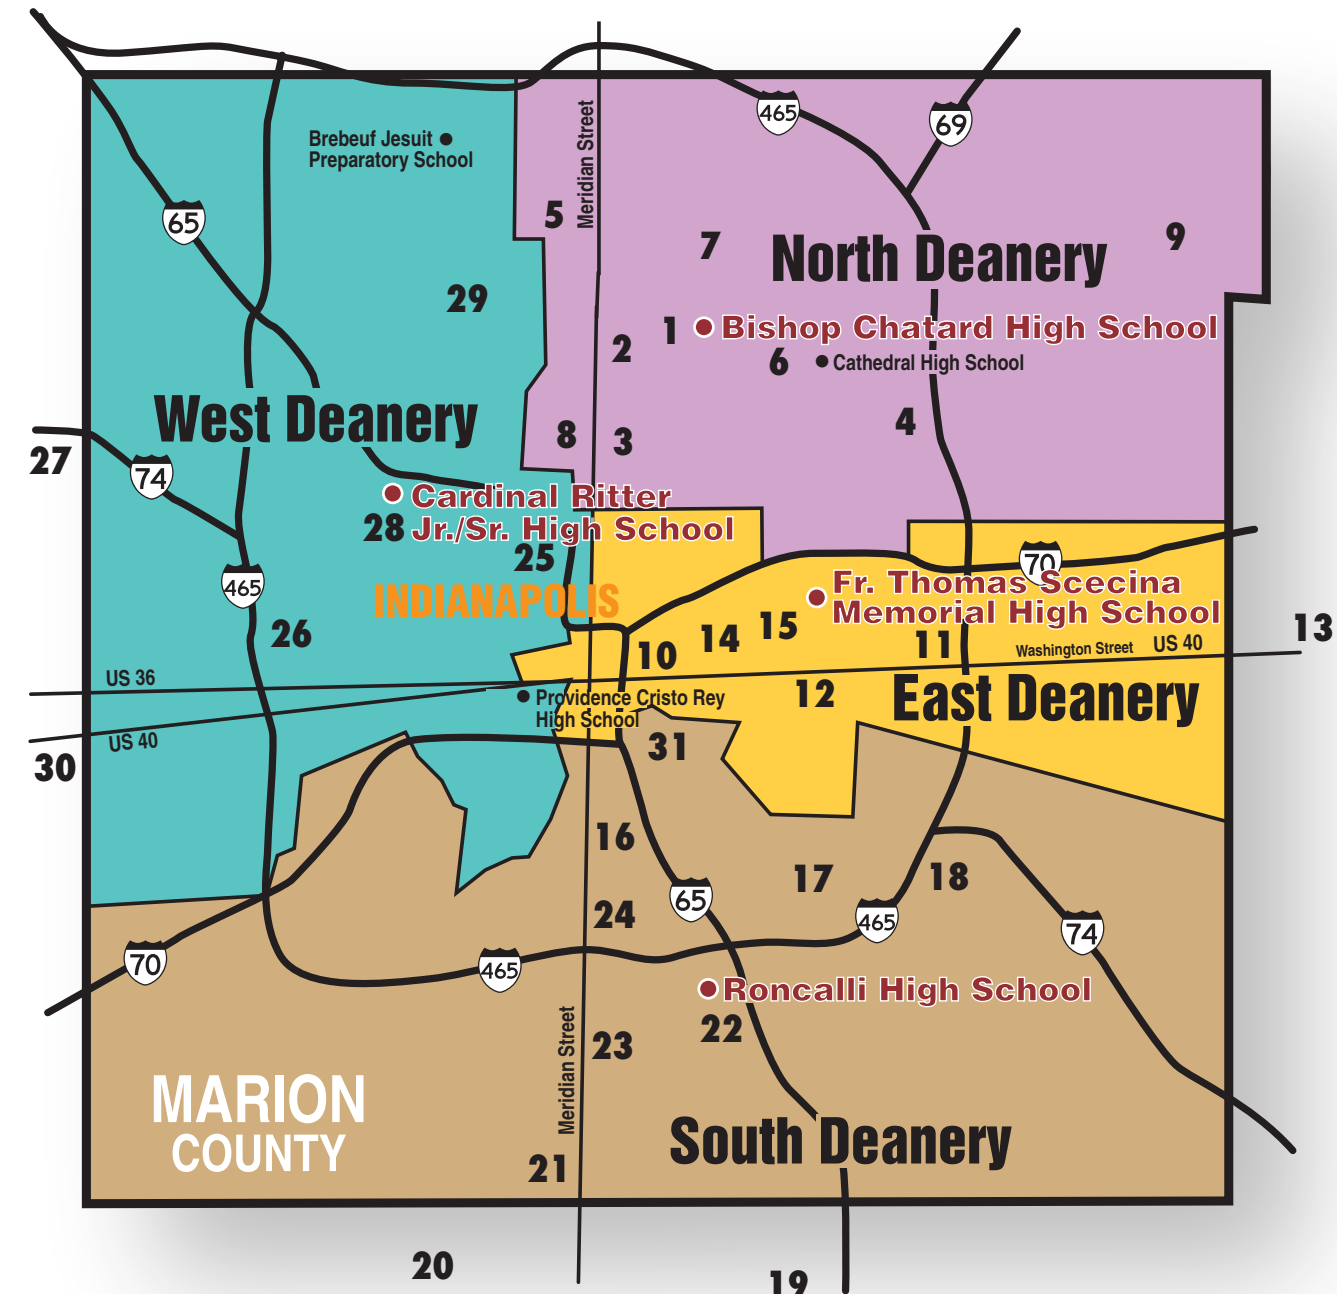 465
69
Meridian Street
Brebeuf Jesuit
Preparatory School
65
5
7
9
North Deanery
29
1
Bishop Chatard High School
2
6
Cathedral High School
West Deanery
4
8
3
27
74
Cardinal Ritter
28
Jr./Sr. High School
25
70
465
Fr. Thomas Scecina
INDIANAPOLIS
Memorial High School
26
15
14
10
11
13
Washington Street
US 40
US 36
12
East Deanery
Providence Cristo Rey
High School
US 40
31
30
16
17
18
65
24
465
74
70
465
Roncalli High School
22
23
Meridian Street
MARION
COUNTY
South Deanery
21
20
19